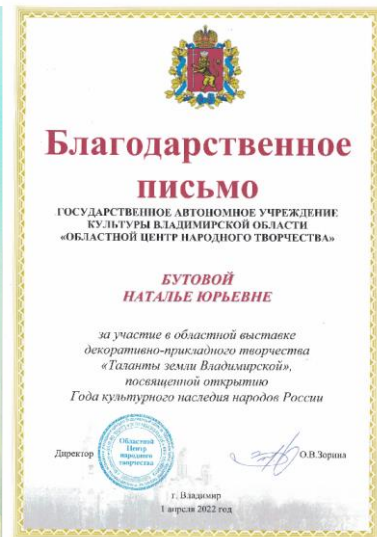 Благодарственное
письмо
ГОСУДАРСТВЕННОЕ АВТОНОМНОЕ УЧРЕЖДЕНИЕ
КУЛЬТУРЫ ВЛАДИМИРСКОЙ ОБЛАСТИ
«ОБЛАСТНОЙ ЦЕНТР НАРОДНОГО ТВОРЧЕСТВА»
БУТОВОЙ
НАТАЛЬЕ ЮРЬЕВНЕ
за участие в областной выставке
декоративно-прикладного творчества
«Таланты земли Владимирской»,
посвященной открытию
Года культурного наследия народов России
Областной
Центр
народного
творчества
Директор
О.В.Зорина
г. Владимир
1 апреля 2022 год